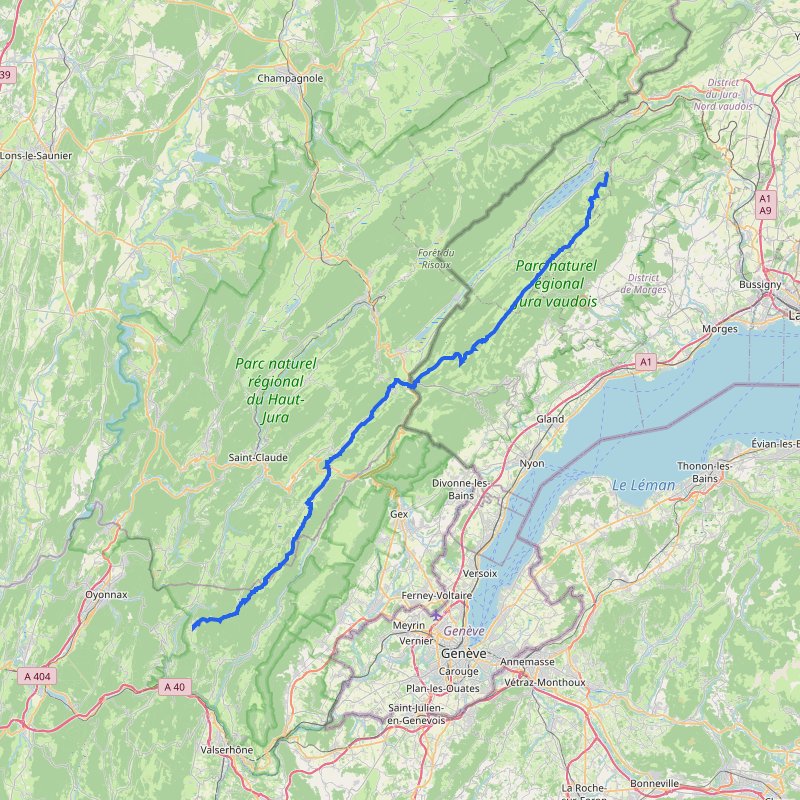 Champagnole
39
District
du Jura
Nord vaudois
Lons-le-Saunier
A1
A9
Forêt du
Risoux
Parc naturel
régional
Jura vaudois
District
de Morges
Bussigny
Morges
Parc naturel
régional
du Haut-
Jura
A1
Gland
Évian-les-B
Saint-Claude
Nyon
Thonon-les-
Bains
Divonne-les-
Bains
Le Léman
Gex
Versoix
Oyonnax
Ferney-Voltaire
Meyrin
Genève
Vernier
Genève
Carouge
Annemasse
A 404
A 40
Plan-les-Ouates
Vétraz-Monthoux
Saint-Julien-
en-Genevois
Valserhône
Bonneville
La Roche-